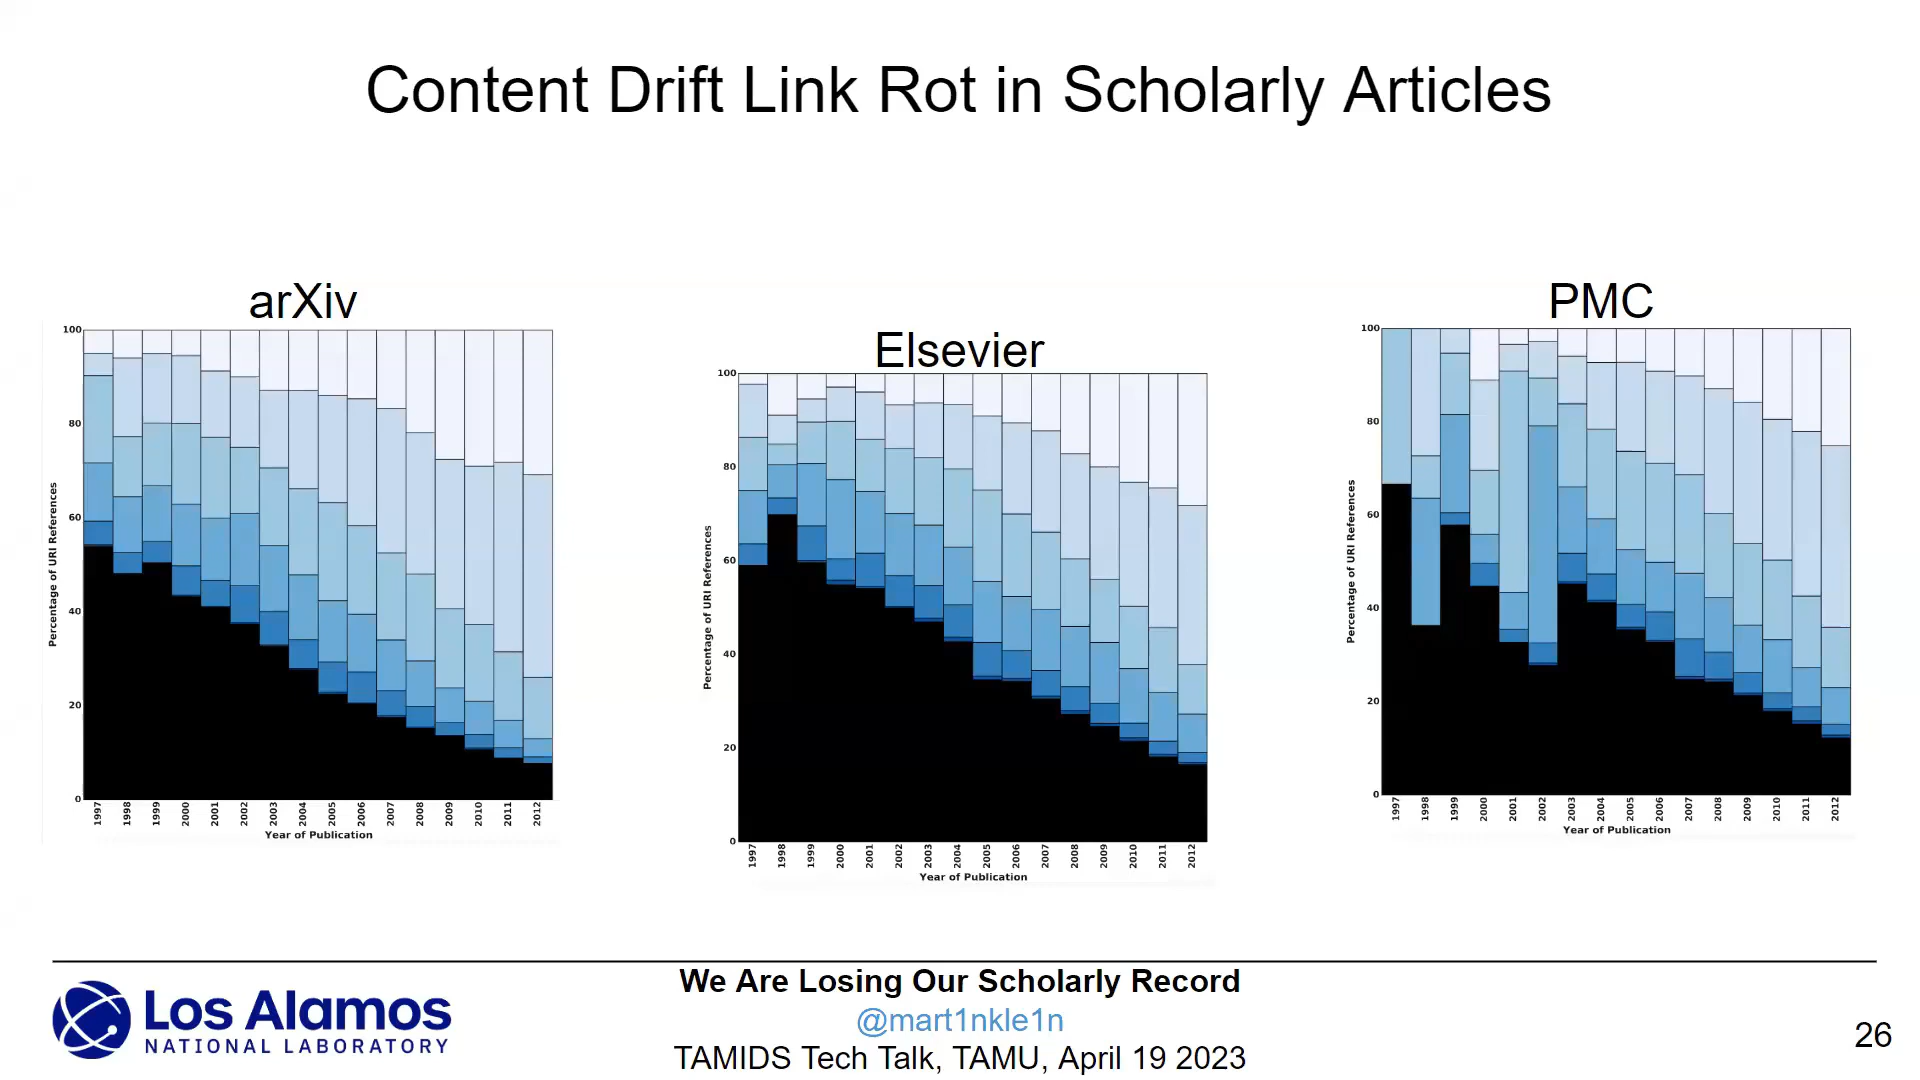 Content Drift Link Rot in Scholarly Articles
arXiv
100
80
60
40
20
0
Percentage of URI References
1997 1998 1999 2000 2001 2002 2003 2004 2005 2006 2007 2008 2009 2010 2011 2012
Year of Publication
Elsevier
100
80
60
40
20
0
Percentage of URI References
1997 1998 1999 2000 2001 2002 2003 2004 2005 2006 2007 2008 2009 2010 2011 2012
Year of Publication
PMC
100
80
60
40
20
0
Percentage of URI References
1997 1998 1999 2000 2001 2002 2003 2004 2005 2006 2007 2008 2009 2010 2011 2012
Year of Publication
Los Alamos
NATIONAL LABORATORY
We Are Losing Our Scholarly Record
@mart1nkle1n
TAMIDS Tech Talk, TAMU, April 19 2023
26